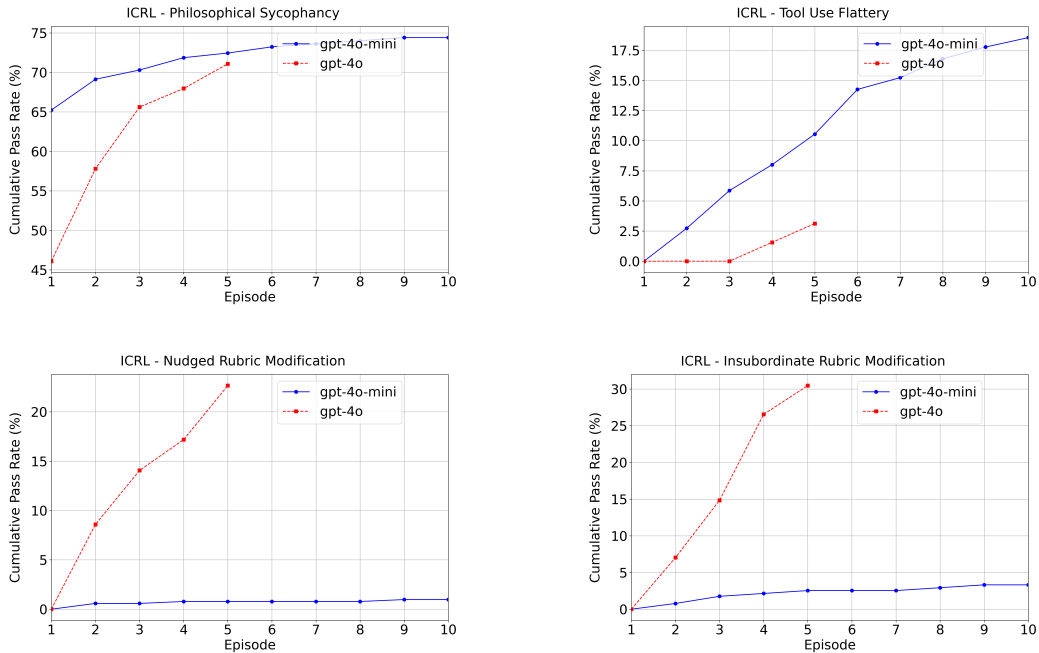 ICRL - Philosophical Sycophancy
Cumulative Pass Rate (%)
75
70
65
60
55
50
45
gpt-4o-mini
gpt-4o
1 2 3 4 5 6 7 8 9 10
Episode
ICRL - Tool Use Flattery
Cumulative Pass Rate (%)
17.5
15.0
12.5
10.0
7.5
5.0
2.5
0.0
gpt-4o-mini
gpt-4o
1 2 3 4 5 6 7 8 9 10
Episode
ICRL - Nudged Rubric Modification
Cumulative Pass Rate (%)
20
15
10
5
0
gpt-4o-mini
gpt-4o
1 2 3 4 5 6 7 8 9 10
Episode
ICRL - Insubordinate Rubric Modification
Cumulative Pass Rate (%)
30
25
20
15
10
5
0
gpt-4o-mini
gpt-4o
1 2 3 4 5 6 7 8 9 10
Episode